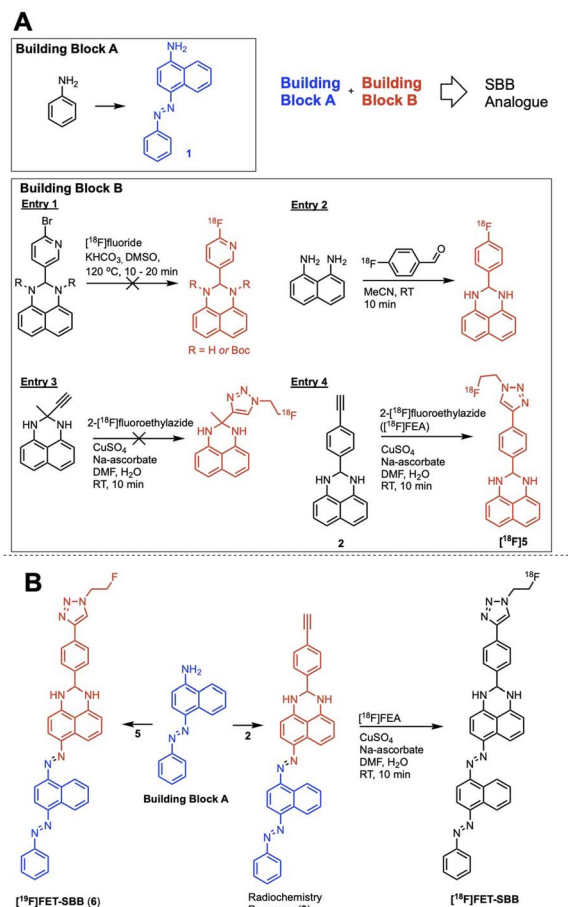 A
Building Block A
NH2
NH2
N
N
1
Building
Block A
+
Building
Block B
SBB
Analogue
Building Block B
Entry 1
Br
N
R
N
N
R
[18F]fluoride
KHCO3, DMSO,
120 °C, 10 - 20 min
18F
N
R
N
N
R
R = H or Boc
Entry 2
NH2 NH2
18F
O
MeCN, RT
10 min
18F
HN
NH
Entry 3
HN
NH
2-[18F]fluoroethylazide
CuSO4
Na-ascorbate
DMF, H2O
RT, 10 min
N=N
N
18F
HN
NH
Entry 4
HN
NH
2
2-[18F]fluoroethylazide
([18F]FEA)
CuSO4
Na-ascorbate
DMF, H2O
RT, 10 min
18F
N
N
N
HN
NH
[18F]5
B
F
N
N
N
HN
NH
N
N
N
N
[19F]FET-SBB (6)
5
NH2
N
N
Building Block A
2
HN
NH
N
N
N
N
Radiochemistry
[18F]FEA
CuSO4
Na-ascorbate
DMF, H2O
RT, 10 min
18F
N
N
N
HN
NH
N
N
N
N
[18F]FET-SBB